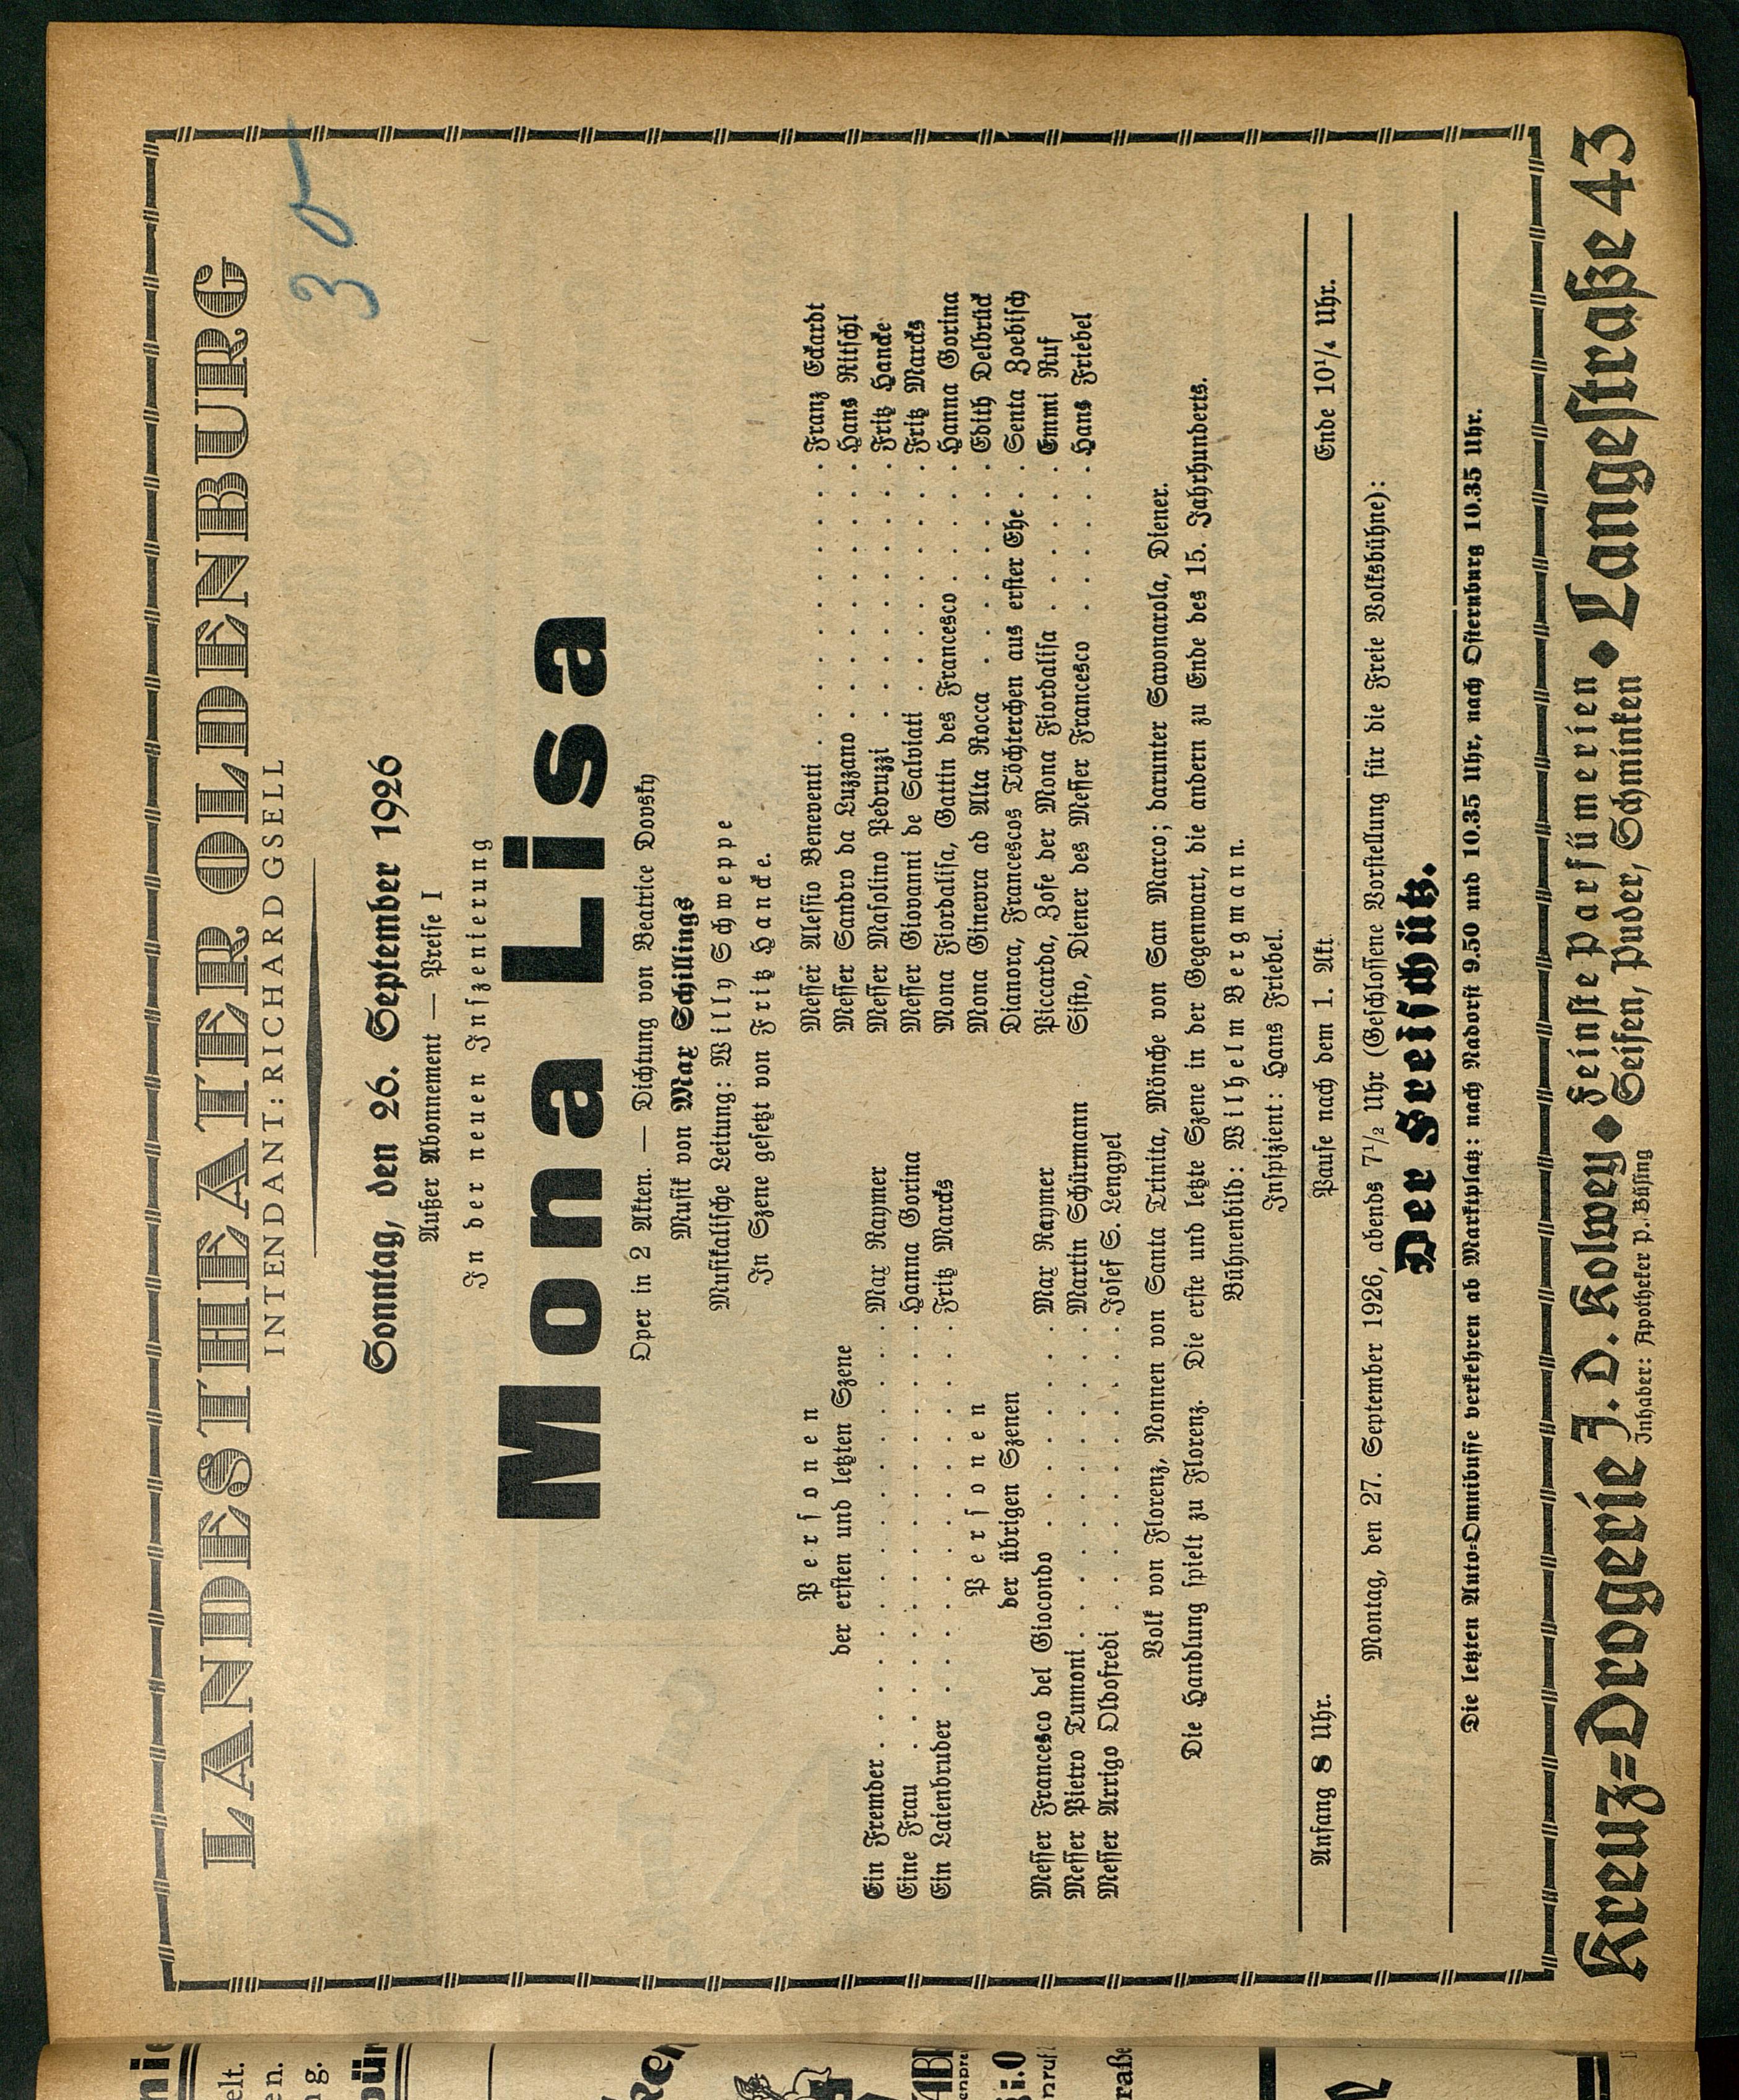 30
LANDESTHEATER OLDENBURG
INTENDANT: RICHARD GSELL
Sonntag, den 26. September 1926
Außer Abonnement — Preise I
In der neuen Inszenierung
Mona Lisa
Oper in 2 Akten. — Dichtung von Beatrice Dovsky
Musik von Max Schillings
Musikalische Leitung: Willy Schweppe
In Szene gesetzt von Fritz Hancke.
Personen
der ersten und letzten Szene
Ein Fremder . . . . . . . . . . . . Max Raymer
Eine Frau . . . . . . . . . . . . Hanna Gorina
Ein Laienbruder . . . . . . . . . . . Fritz Marcks
Personen
der übrigen Szenen
Messer Francesco del Giocondo . . . . . . Max Raymer
Messer Pietro Tumoni . . . . . . . . . Martin Schürmann
Messer Arrigo Oldofredi . . . . . . . . . Josef S. Lengyel
Messer Alessio Beneventi . . . . . . . . . Franz Eckardt
Messer Sandro da Luzzano . . . . . . . . Hans Ritschl
Messer Masolino Pedruzzi . . . . . . . . Fritz Hancke
Messer Giovanni de Salviati . . . . . . . . Fritz Marcks
Mona Fiordalisa, Gattin des Francesco . . . . Hanna Gorina
Mona Ginevra ad Alta Rocca . . . . . . . Edith Delbrück
Dianora, Francescos Töchterchen aus erster Ehe . . Senta Zoebisch
Piccarda, Zofe der Mona Fiordalisa . . . . . Emmi Ruf
Sisto, Diener des Messer Francesco . . . . . Hans Friebel
Volk von Florenz, Nonnen von Santa Trinita, Mönche von San Marco; darunter Savonarola, Diener.
Die Handlung spielt zu Florenz. Die erste und letzte Szene in der Gegenwart, die andern zu Ende des 15. Jahrhunderts.
Bühnenbild: Wilhelm Bergmann.
Inspizient: Hans Friebel.
Anfang 8 Uhr. Pause nach dem 1. Akt. Ende 10¼ Uhr.
Montag, den 27. September 1926, abends 7½ Uhr (Geschlossene Vorstellung für die Freie Volksbühne):
Der Freischütz.
Die letzten Auto-Omnibusse verkehren ab Marktplatz: nach Nadorst 9.50 und 10.35 Uhr, nach Osternburg 10.35 Uhr.
Kreuz=Drogerie J. D. Kolwey ◆ Feinste Parfümerien ◆ Langestraße 43
Inhaber: Apotheker P. Büsing Seifen, Puder, Schminken